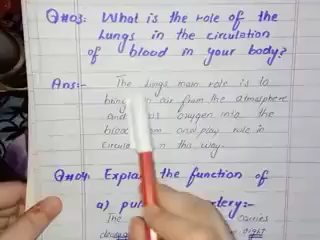 Q#03: What is the role of the
Lungs in the circulation
of blood in your body?
Ans:- The lungs main role is to
bring in air from the atmosphere
and oxygen into the
and play role in
in this way.
Q#04 Explain the function of
a)
The carries